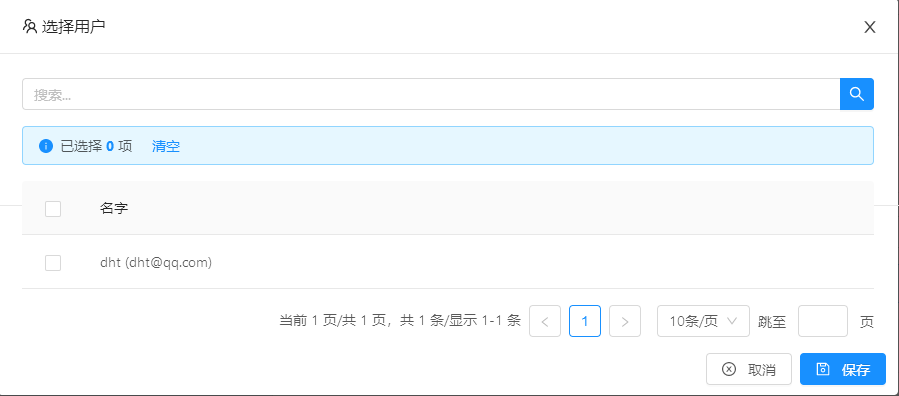 选择用户
搜索...
已选择 0 项 清空
名字
dht (dht@qq.com)
当前 1 页/共 1 页，共 1 条/显示 1-1 条 1 10条/页 跳至 页
取消 保存